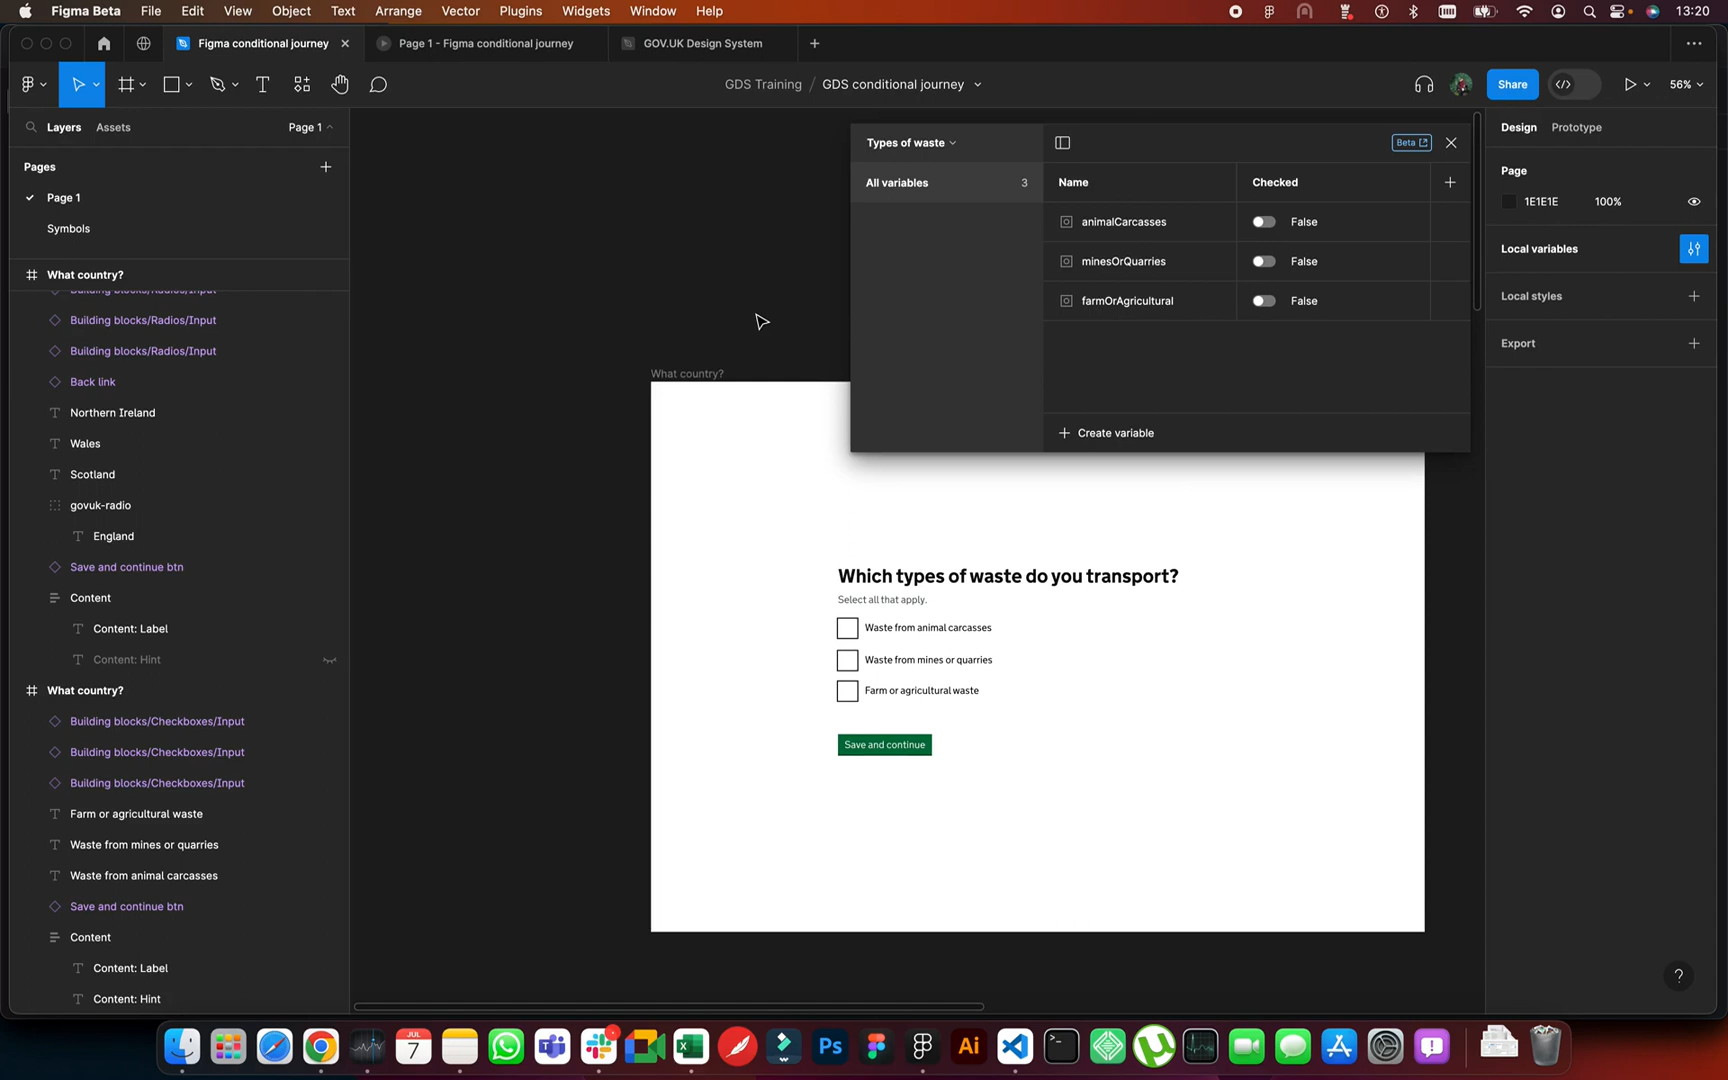 Figma Beta File Edit View Object Text Arrange Vector Plugins Widgets Window Help 13:20
Figma conditional journey Page 1 - Figma conditional journey GOV.UK Design System
GDS Training / GDS conditional journey Share 56%
Layers Assets Page 1
Pages
Page 1
Symbols
What country?
Building blocks/Radios/Input
Building blocks/Radios/Input
Building blocks/Radios/Input
Back link
Northern Ireland
Wales
Scotland
govuk-radio
England
Save and continue btn
Content
Content: Label
Content: Hint
What country?
Building blocks/Checkboxes/Input
Building blocks/Checkboxes/Input
Building blocks/Checkboxes/Input
Farm or agricultural waste
Waste from mines or quarries
Waste from animal carcasses
Save and continue btn
Content
Content: Label
Content: Hint
Types of waste Beta
All variables 3 Name Checked
animalCarcasses False
minesOrQuarries False
farmOrAgricultural False
Create variable
What country?
Which types of waste do you transport?
Select all that apply.
Waste from animal carcasses
Waste from mines or quarries
Farm or agricultural waste
Save and continue
Design Prototype
Page
1E1E1E 100%
Local variables
Local styles
Export
?
JUL
7
Ps
Ai